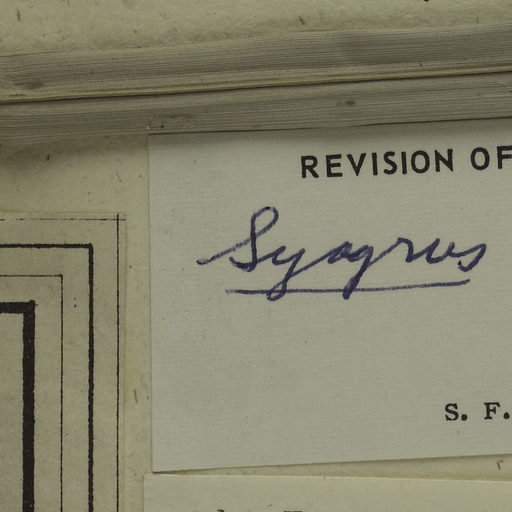 REVISION OF
Syagrus
S. F.